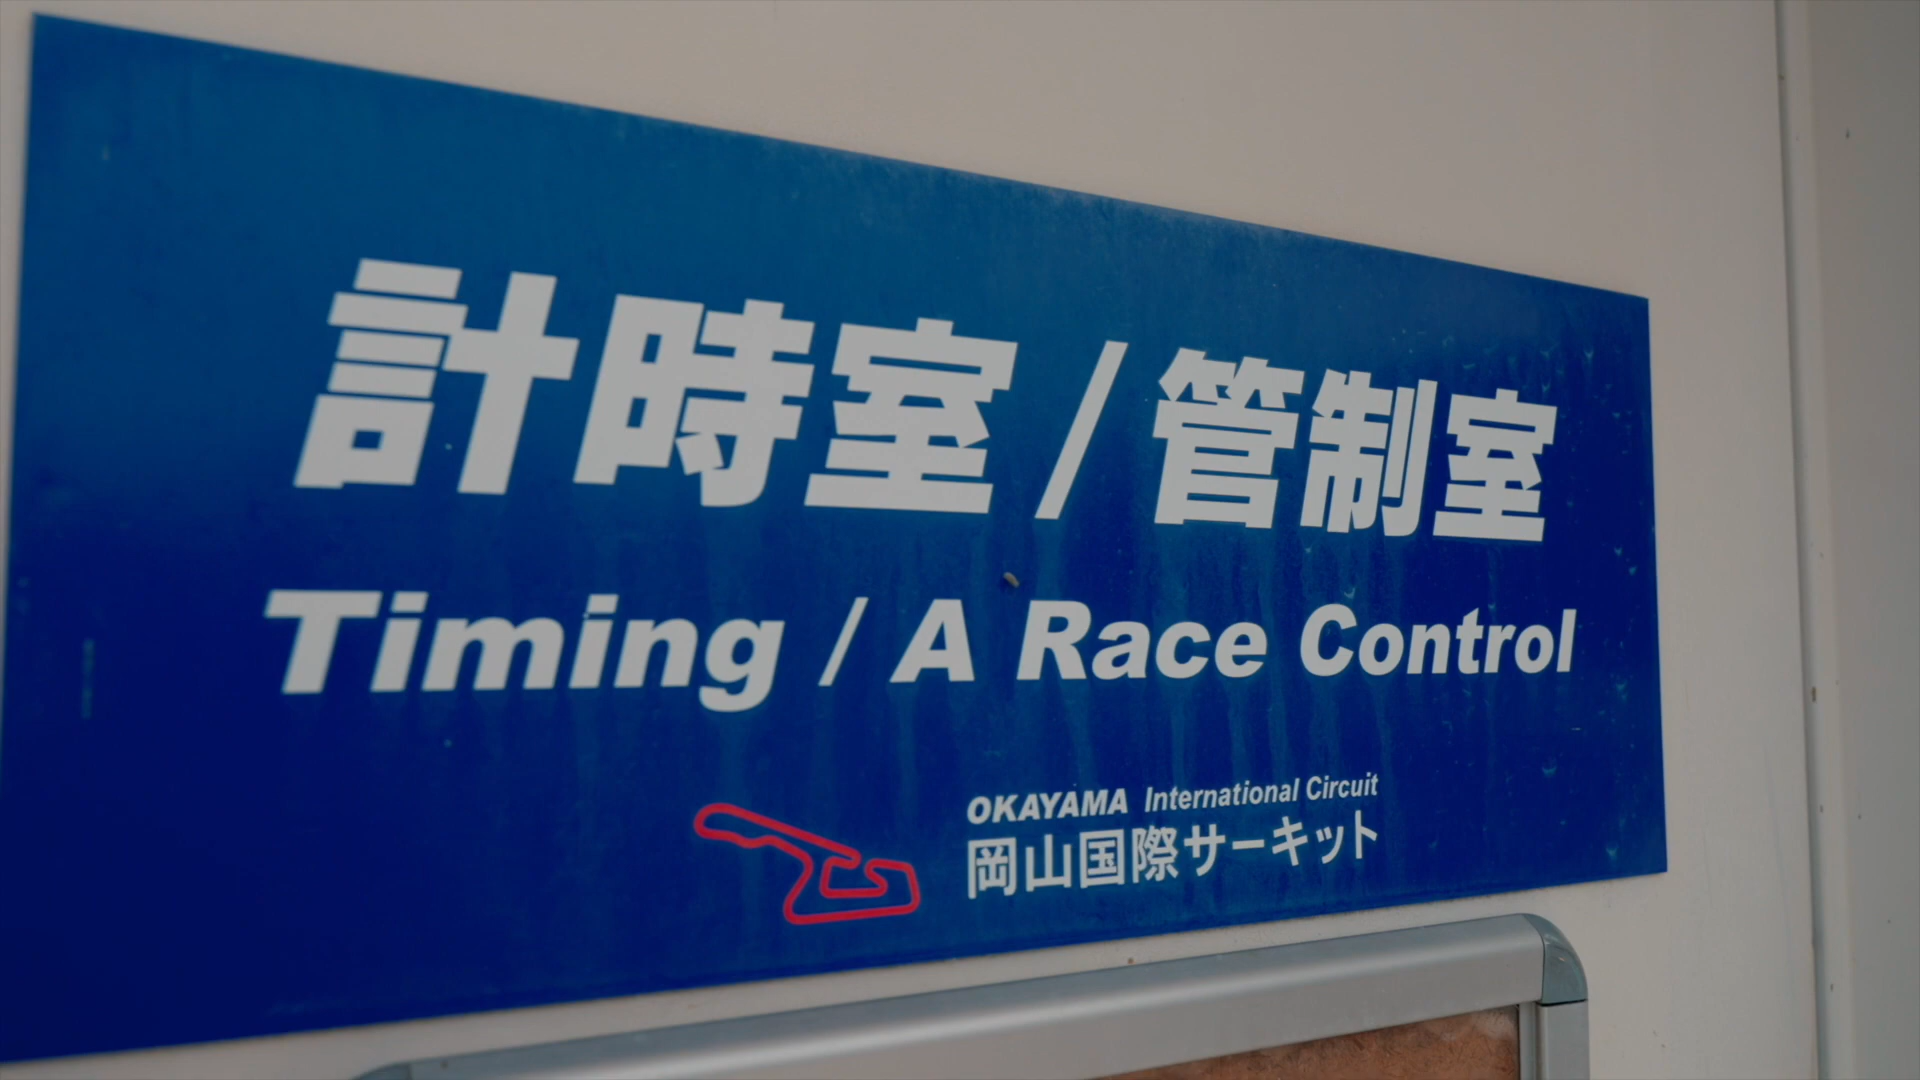 計時室/管制室
Timing / A Race Control
OKAYAMA International Circuit
岡山国際サーキット